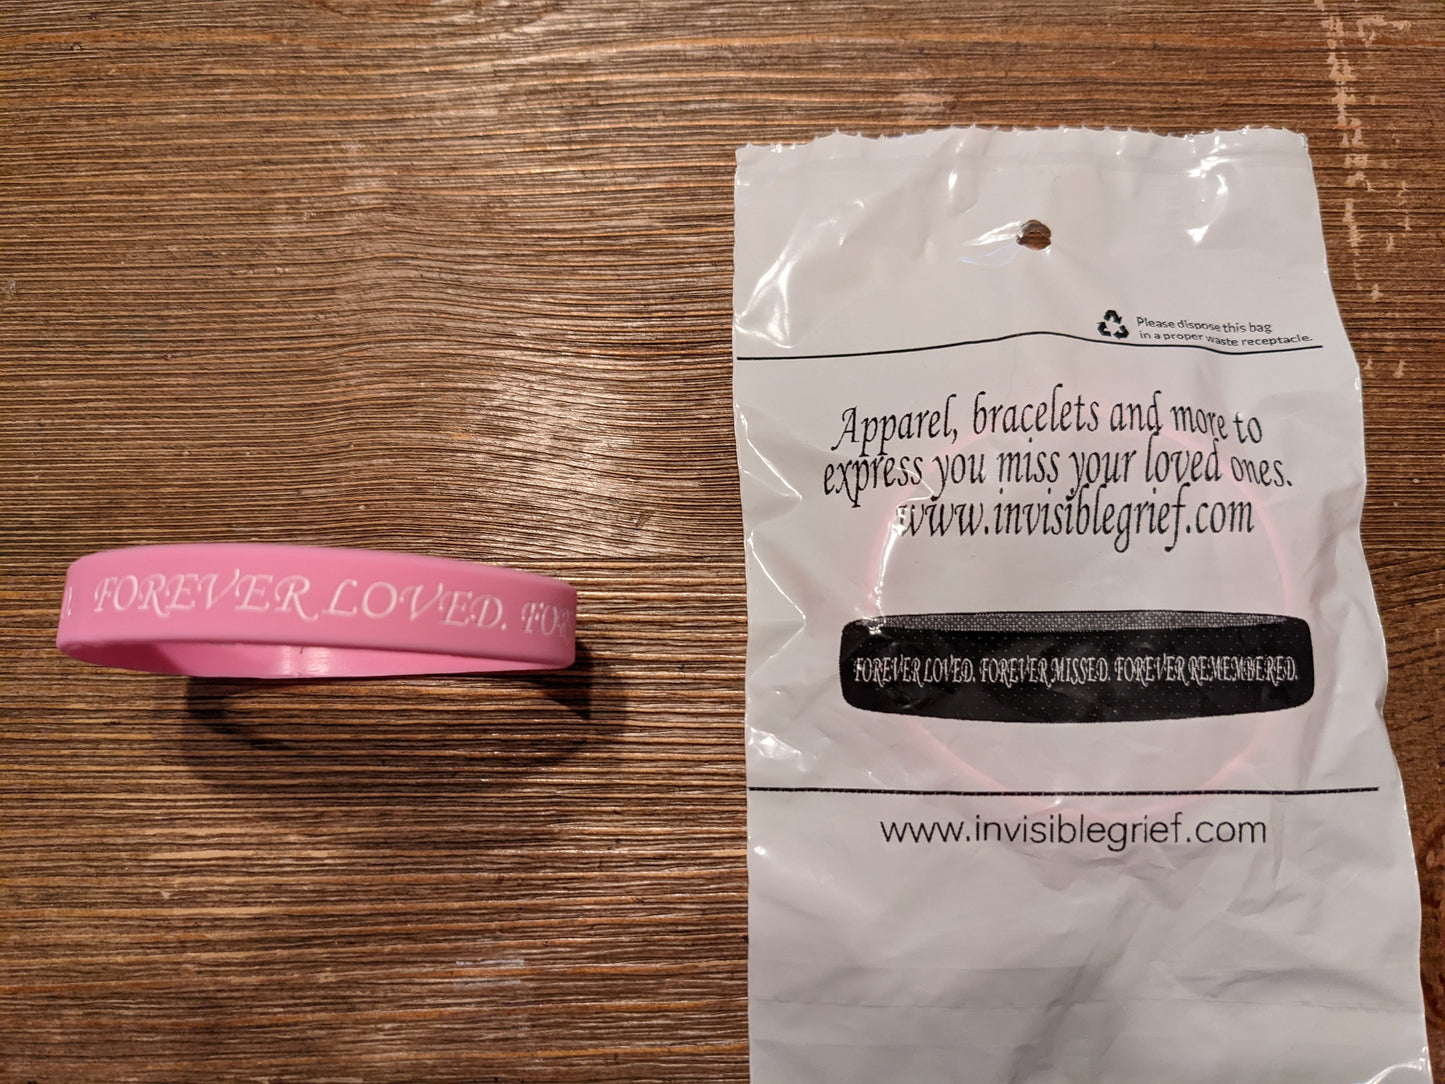 FOREVER LOVED. FOR
Please dispose this bag
in a proper waste receptacle.
Apparel, bracelets and more to
express you miss your loved ones.
www.invisiblegrief.com
FOREVER LOVED. FOREVER MISSED. FOREVER REMEMBERED.
www.invisiblegrief.com